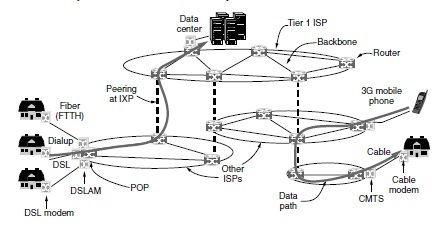 Data
center
Tier 1 ISP
Backbone
Router
Peering
at IXP
3G mobile
phone
Fiber
(FTTH)
Dialup
DSL
Cable
Other
ISPs
POP
DSLAM
Data
path
CMTS
Cable
modem
DSL modem